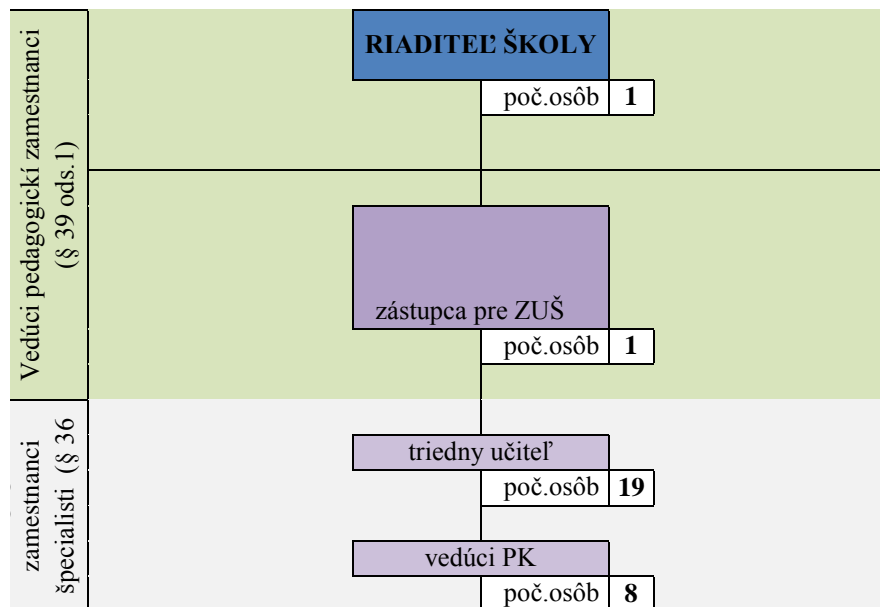 Vedúci pedagogickí zamestnanci
(§ 39 ods.1)
RIADITEĽ ŠKOLY
poč.osôb 1
zástupca pre ZUŠ
poč.osôb 1
zamestnanci
špecialisti (§ 36
triedny učiteľ
poč.osôb 19
vedúci PK
poč.osôb 8